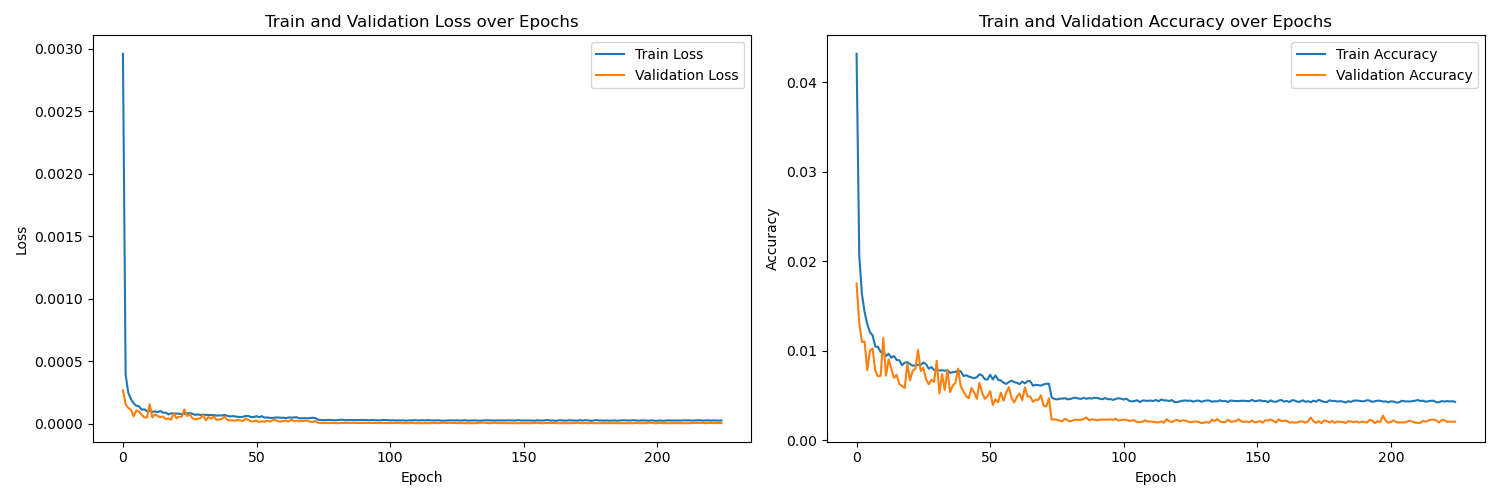 Train and Validation Loss over Epochs
Train Loss
Validation Loss
0.0030
0.0025
0.0020
0.0015
0.0010
0.0005
0.0000
Loss
0
50
100
150
200
Epoch
Train and Validation Accuracy over Epochs
Train Accuracy
Validation Accuracy
0.04
0.03
0.02
0.01
0.00
Accuracy
0
50
100
150
200
Epoch